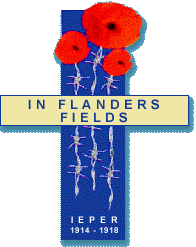 IN FLANDERS
FIELDS
IEPER
1914 - 1918